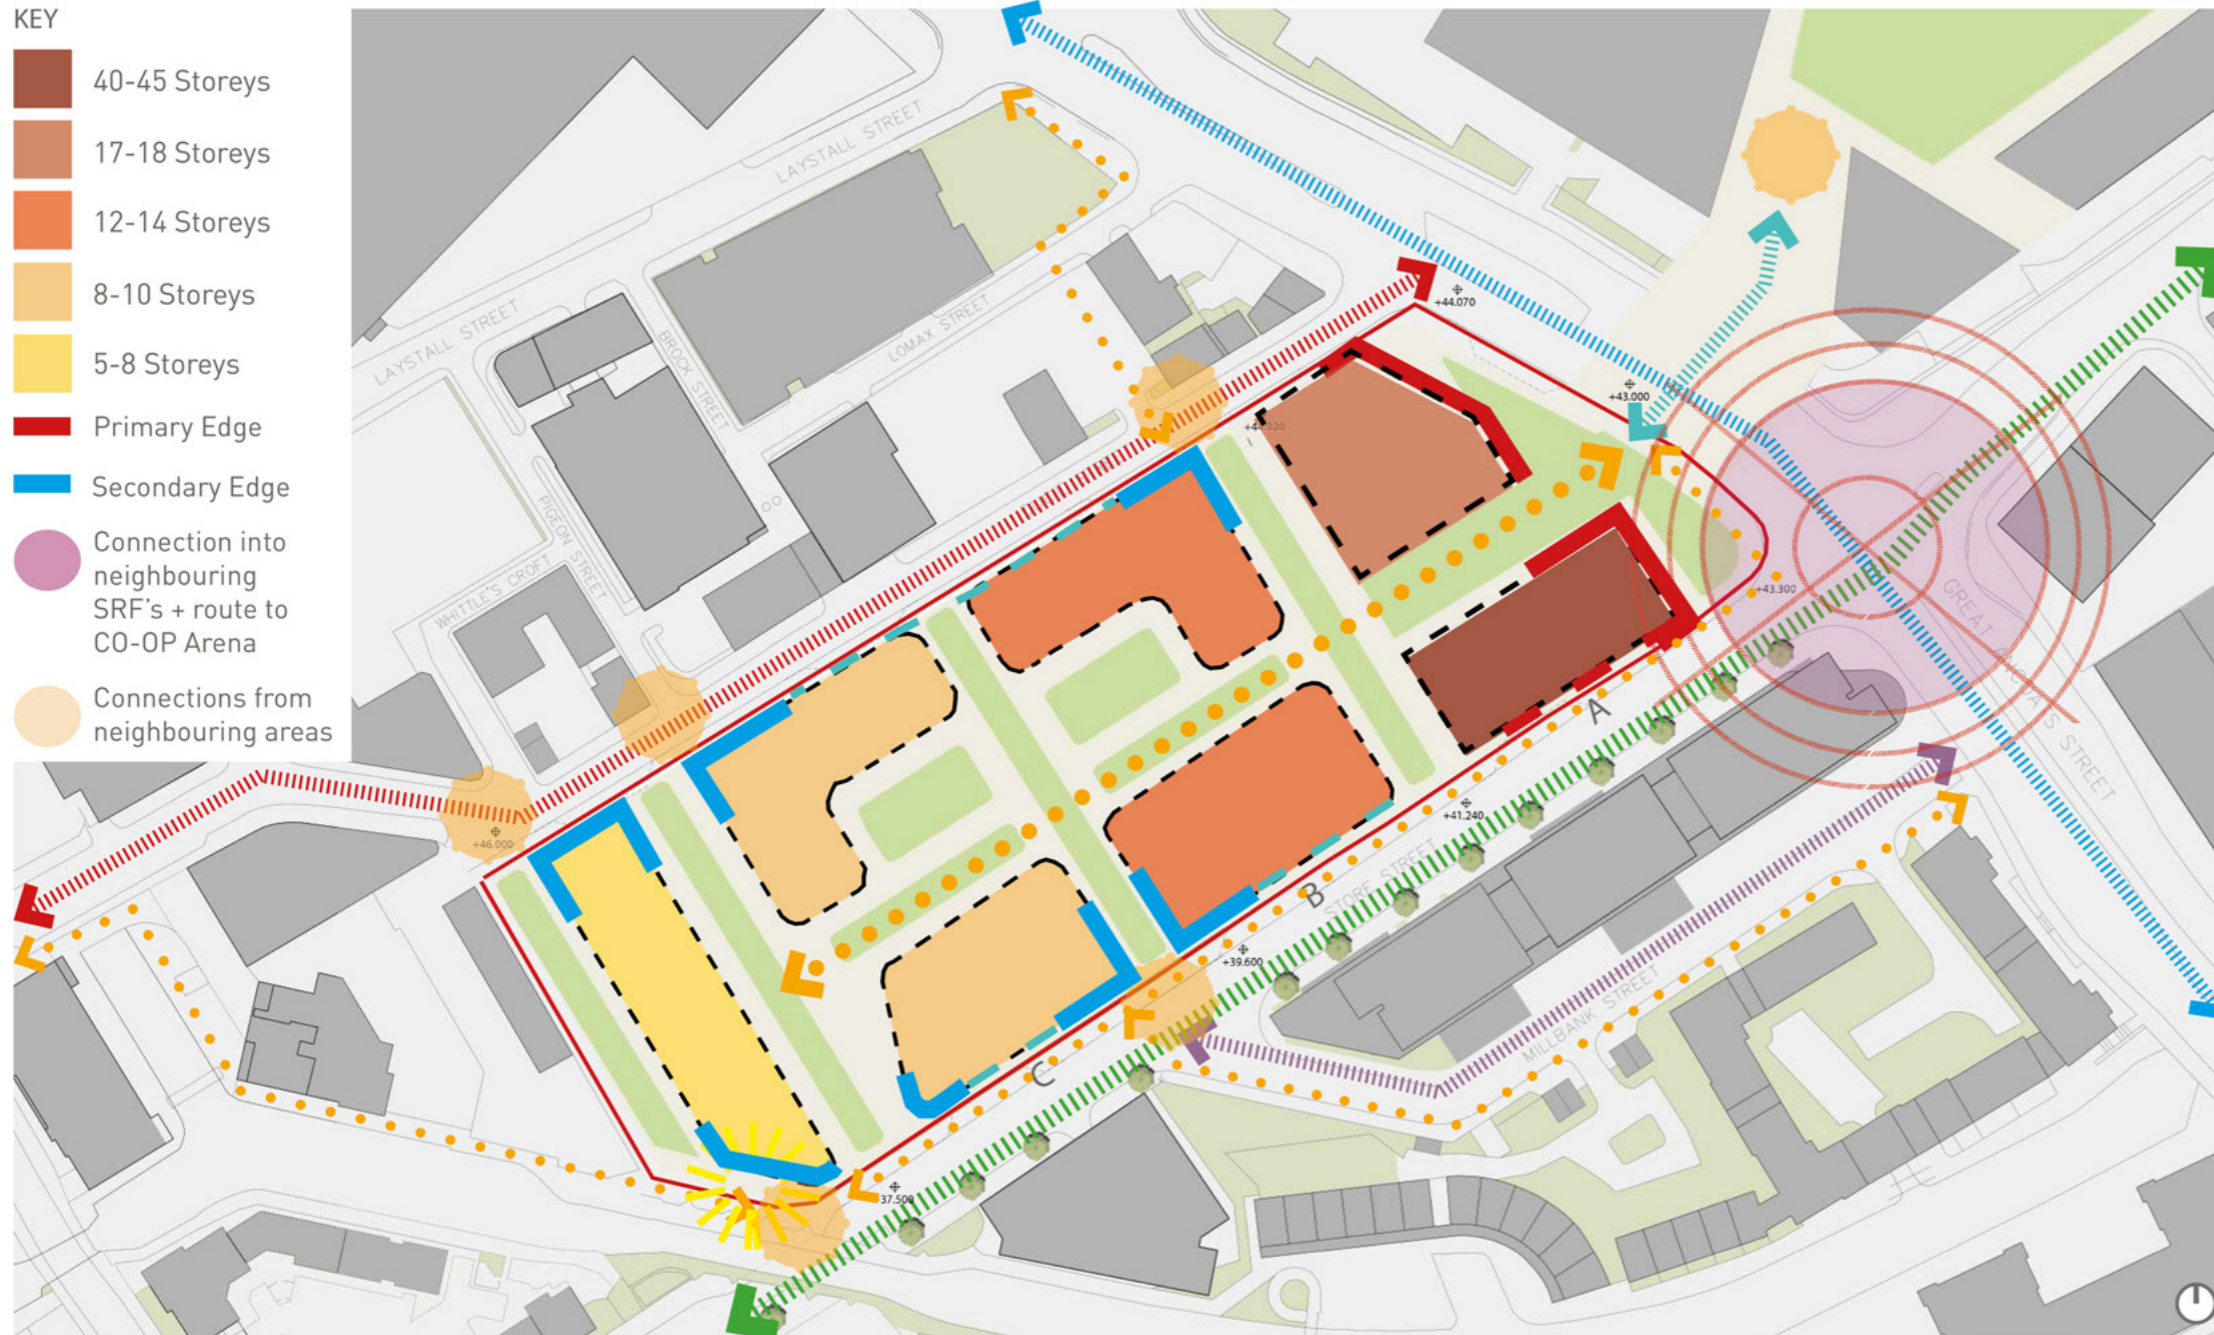 KEY
40-45 Storeys
17-18 Storeys
12-14 Storeys
8-10 Storeys
5-8 Storeys
Primary Edge
Secondary Edge
Connection into
neighbouring
SRF's + route to
CO-OP Arena
Connections from
neighbouring areas
LAYSTALL STREET
LAYSTALL STREET
BROCK STREET
LOMAX STREET
PIGEON STREET
WHITTLE'S CROFT
+44.070
+43.000
+43.300
GREAT ANCOATS STREET
+46.000
A
+41.240
STORE STREET
B
+39.600
MILLBANK STREET
C
+37.500